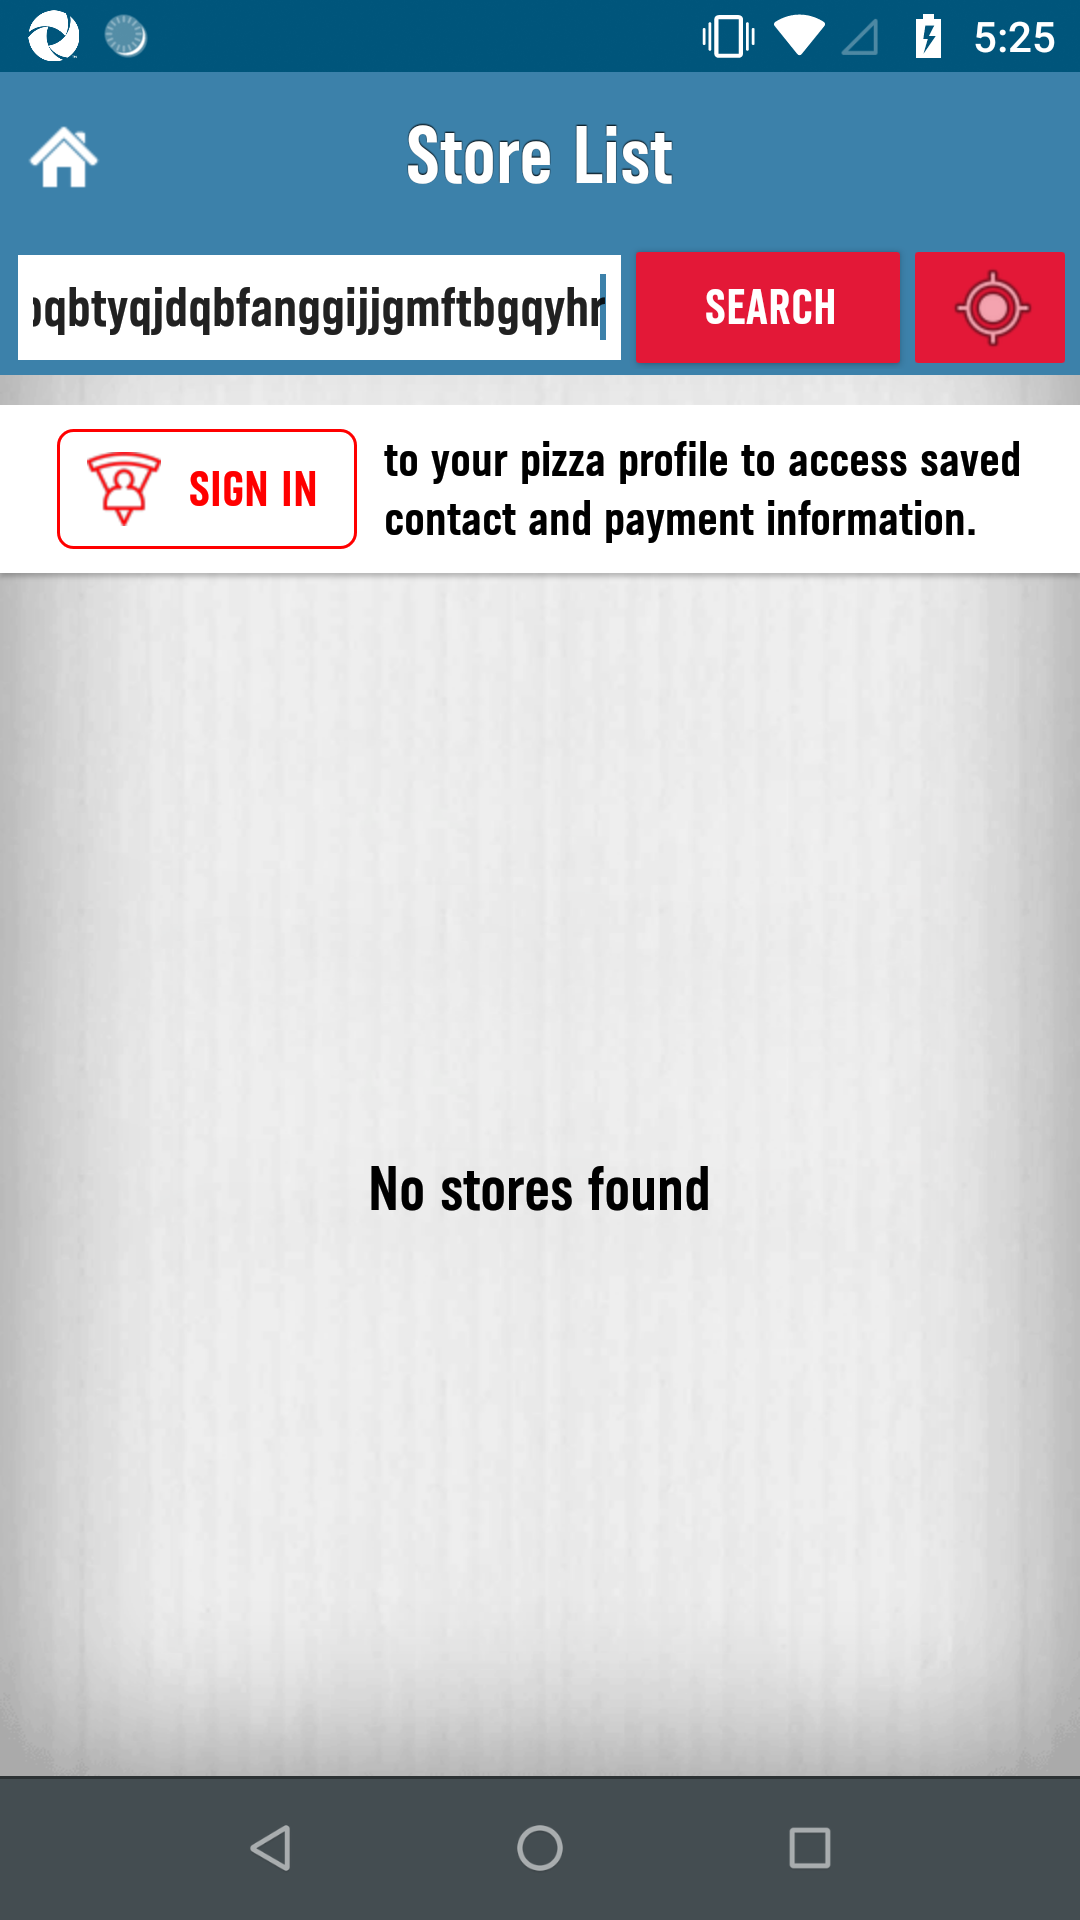 5:25
Store List
qbtyqjdqbfanggijjgmftbgqyhr
SEARCH
SIGN IN
to your pizza profile to access saved
contact and payment information.
No stores found